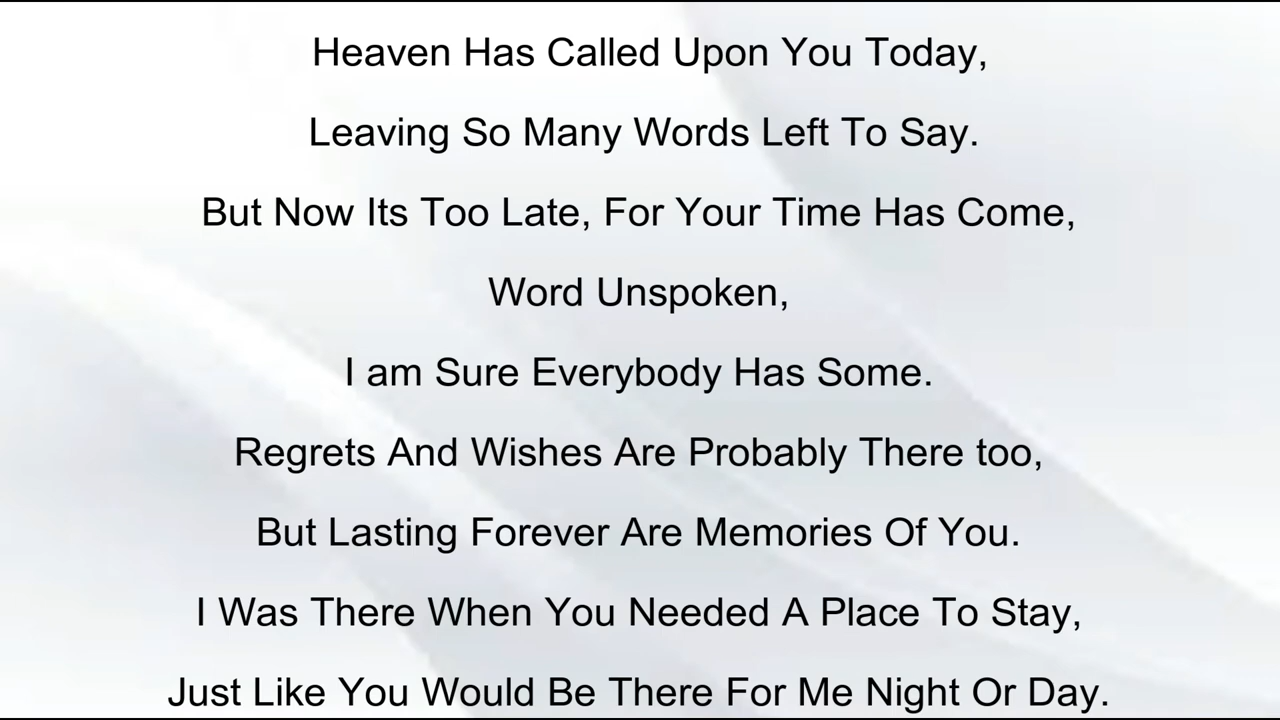 Heaven Has Called Upon You Today,
Leaving So Many Words Left To Say.
But Now Its Too Late, For Your Time Has Come,
Word Unspoken,
I am Sure Everybody Has Some.
Regrets And Wishes Are Probably There too,
But Lasting Forever Are Memories Of You.
I Was There When You Needed A Place To Stay,
Just Like You Would Be There For Me Night Or Day.